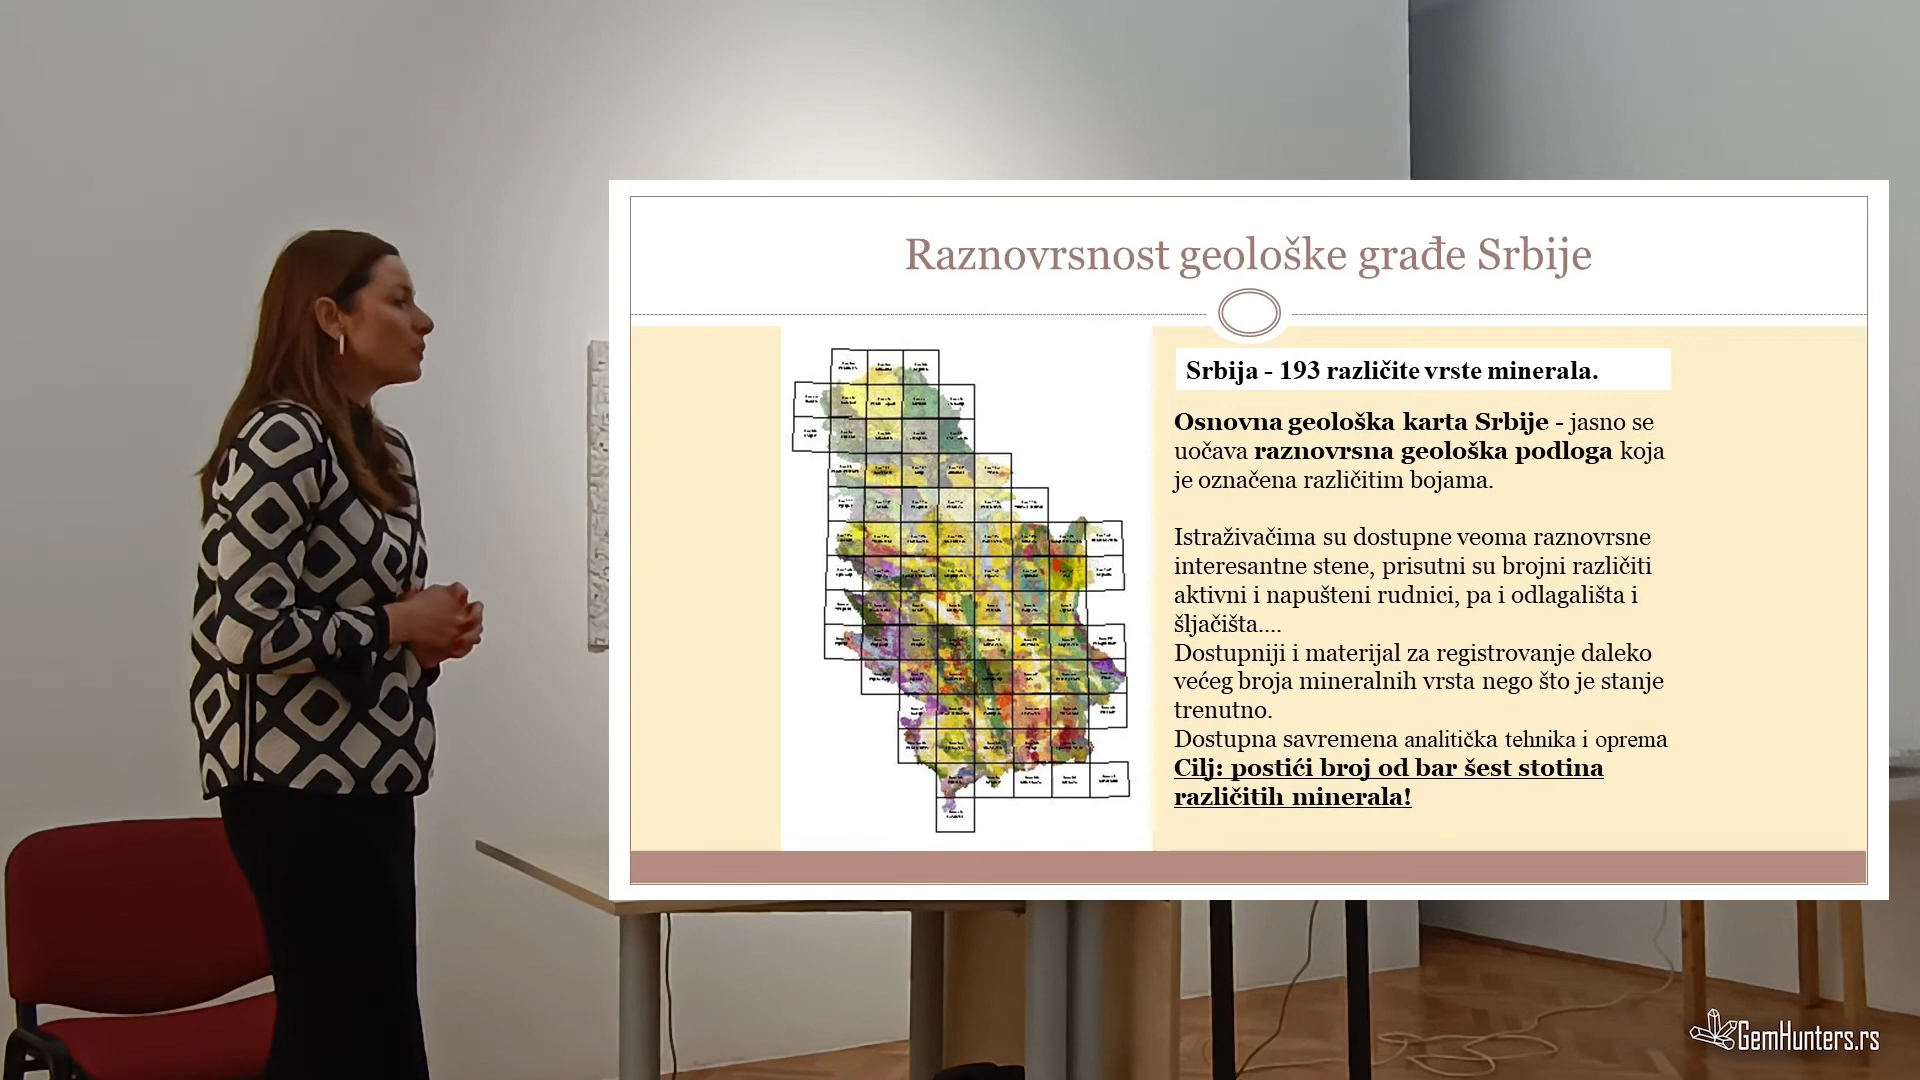 Raznovrsnost geološke građe Srbije
Srbija - 193 različite vrste minerala.
Osnovna geološka karta Srbije - jasno se
uočava raznovrsna geološka podloga koja
je označena različitim bojama.
Istraživačima su dostupne veoma raznovrsne
interesantne stene, prisutni su brojni različiti
aktivni i napušteni rudnici, pa i odlagališta i
šljačišta....
Dostupniji i materijal za registrovanje daleko
većeg broja mineralnih vrsta nego što je stanje
trenutno.
Dostupna savremena analitička tehnika i oprema
Cilj: postići broj od bar šest stotina
različitih minerala!
GemHunters.rs